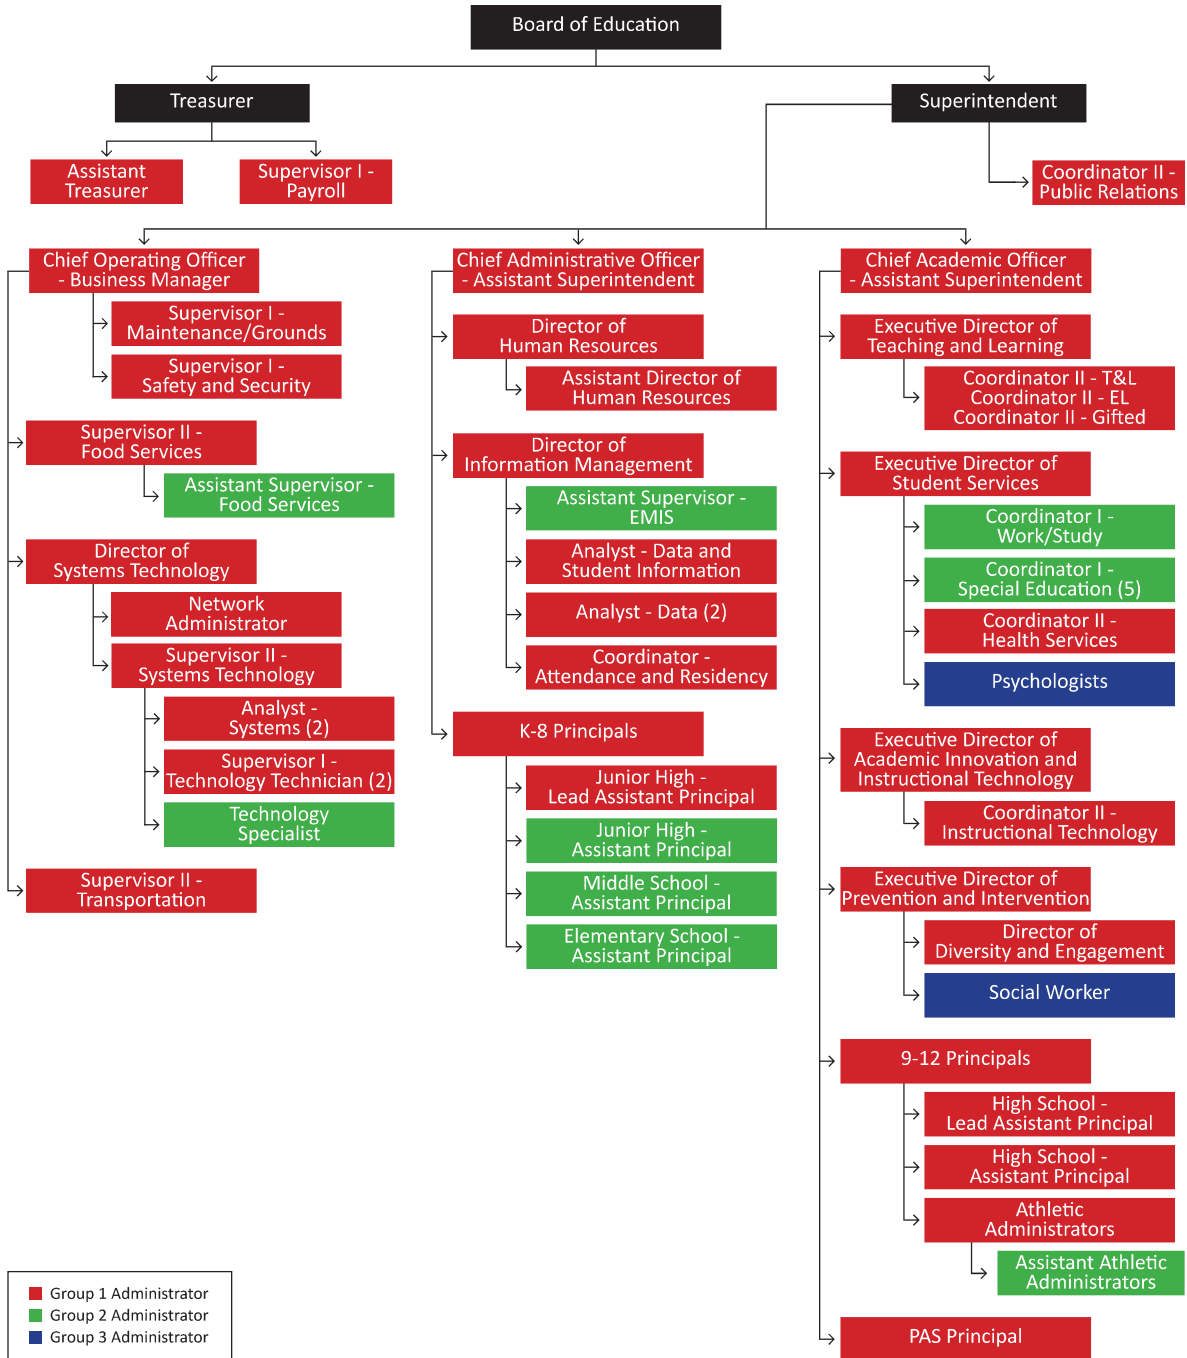 Board of Education
Treasurer
Superintendent
Assistant
Treasurer
Supervisor I -
Payroll
Coordinator II -
Public Relations
Chief Operating Officer
- Business Manager
Supervisor I -
Maintenance/Grounds
Supervisor I -
Safety and Security
Supervisor II -
Food Services
Assistant Supervisor -
Food Services
Director of
Systems Technology
Network
Administrator
Supervisor II -
Systems Technology
Analyst -
Systems (2)
Supervisor I -
Technology Technician (2)
Technology
Specialist
Supervisor II -
Transportation
Chief Administrative Officer
- Assistant Superintendent
Director of
Human Resources
Assistant Director of
Human Resources
Director of
Information Management
Assistant Supervisor -
EMIS
Analyst - Data and
Student Information
Analyst - Data (2)
Coordinator -
Attendance and Residency
K-8 Principals
Junior High -
Lead Assistant Principal
Junior High -
Assistant Principal
Middle School -
Assistant Principal
Elementary School -
Assistant Principal
Chief Academic Officer
- Assistant Superintendent
Executive Director of
Teaching and Learning
Coordinator II - T&L
Coordinator II - EL
Coordinator II - Gifted
Executive Director of
Student Services
Coordinator I -
Work/Study
Coordinator I -
Special Education (5)
Coordinator II -
Health Services
Psychologists
Executive Director of
Academic Innovation and
Instructional Technology
Coordinator II -
Instructional Technology
Executive Director of
Prevention and Intervention
Director of
Diversity and Engagement
Social Worker
9-12 Principals
High School -
Lead Assistant Principal
High School -
Assistant Principal
Athletic
Administrators
Assistant Athletic
Administrators
PAS Principal
Group 1 Administrator
Group 2 Administrator
Group 3 Administrator